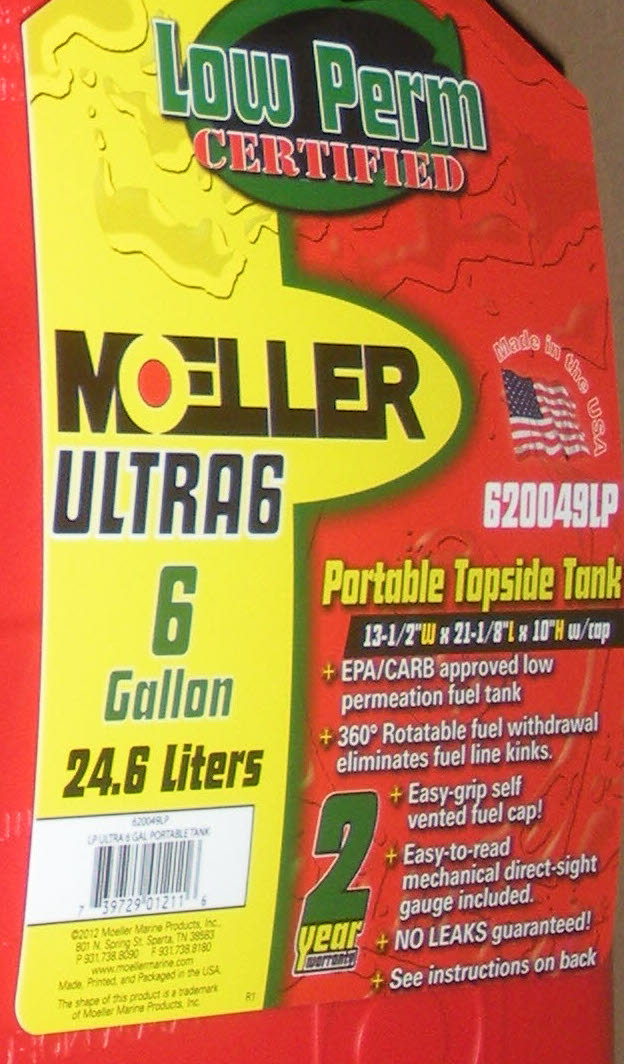 Low Perm
CERTIFIED
MOELLER
ULTRA6
6
Gallon
24.6 Liters
620049LP
LP ULTRA 6 GAL PORTABLE TANK
7 39729 01211 6
©2012 Moeller Marine Products, Inc.
801 N. Spring St. Sparta, TN 38583
P 931.738.8090 F 931.738.8180
www.moellermarine.com
Made, Printed, and Packaged in the USA.
The shape of this product is a trademark
of Moeller Marine Products, Inc.
R1
Made in the USA
620049LP
Portable Topside Tank
13-1/2"W x 21-1/8"L x 10"H w/cap
+ EPA/CARB approved low
permeation fuel tank
+ 360° Rotatable fuel withdrawal
eliminates fuel line kinks.
+ Easy-grip self
vented fuel cap!
+ Easy-to-read
mechanical direct-sight
gauge included.
+ NO LEAKS guaranteed!
+ See instructions on back
2
year
warranty